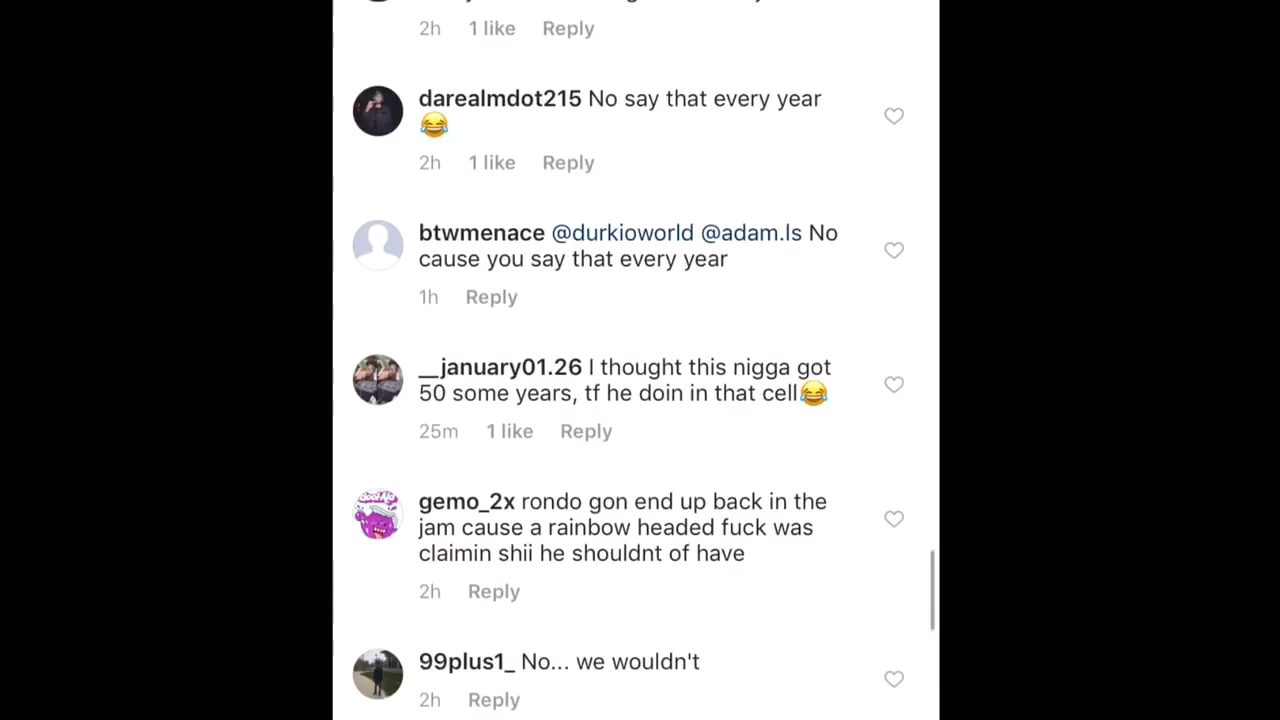 2h 1 like Reply
darealmdot215 No say that every year
😂
2h 1 like Reply
btwmenace @durkioworld @adam.ls No
cause you say that every year
1h Reply
__january01.26 I thought this nigga got
50 some years, tf he doin in that cell😂
25m 1 like Reply
gemo_2x rondo gon end up back in the
jam cause a rainbow headed fuck was
claimin shii he shouldnt of have
2h Reply
99plus1_ No... we wouldn't
2h Reply